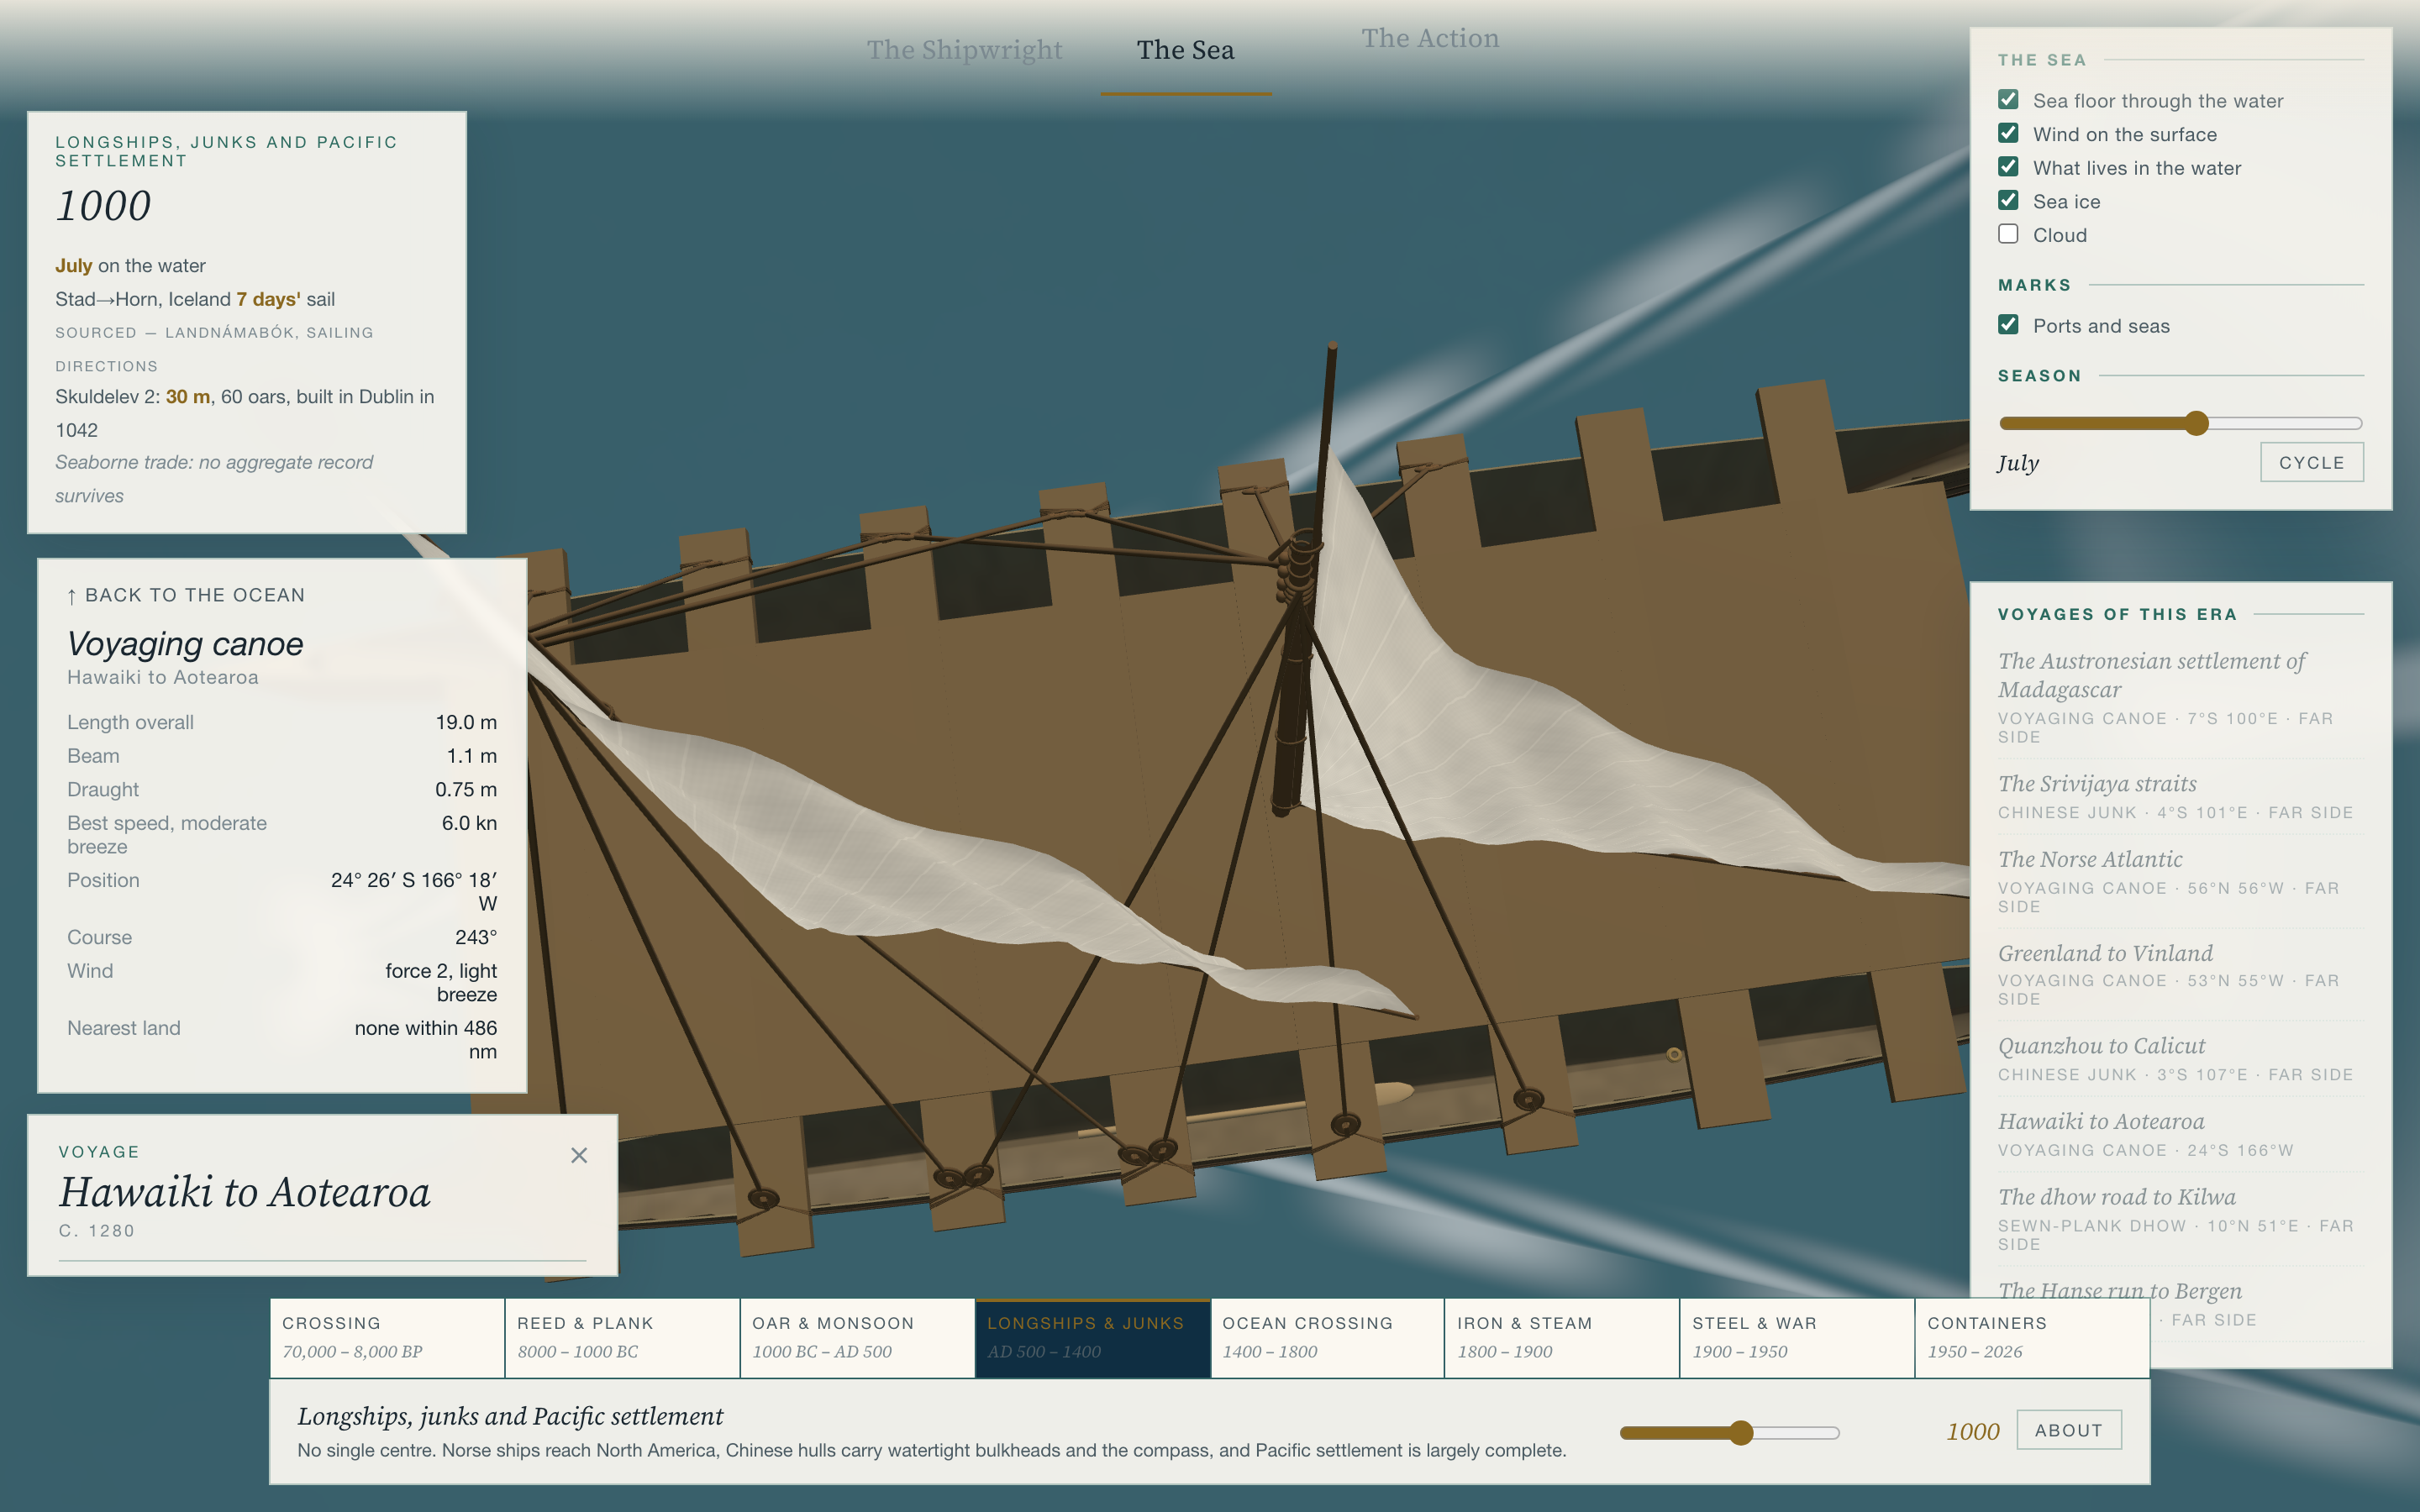 The Shipwright
The Sea
The Action
LONGSHIPS, JUNKS AND PACIFIC
SETTLEMENT
1000
July on the water
Stad→Horn, Iceland 7 days' sail
SOURCED — LANDNÁMABÓK, SAILING
DIRECTIONS
Skuldelev 2: 30 m, 60 oars, built in Dublin in
1042
Seaborne trade: no aggregate record
survives
↑ BACK TO THE OCEAN
Voyaging canoe
Hawaiki to Aotearoa
Length overall 19.0 m
Beam 1.1 m
Draught 0.75 m
Best speed, moderate 6.0 kn
breeze
Position 24° 26′ S 166° 18′
W
Course 243°
Wind force 2, light
breeze
Nearest land none within 486
nm
VOYAGE
×
Hawaiki to Aotearoa
C. 1280
THE SEA
Sea floor through the water
Wind on the surface
What lives in the water
Sea ice
Cloud
MARKS
Ports and seas
SEASON
July
CYCLE
VOYAGES OF THIS ERA
The Austronesian settlement of
Madagascar
VOYAGING CANOE · 7°S 100°E · FAR
SIDE
The Srivijaya straits
CHINESE JUNK · 4°S 101°E · FAR SIDE
The Norse Atlantic
VOYAGING CANOE · 56°N 56°W · FAR
SIDE
Greenland to Vinland
VOYAGING CANOE · 53°N 55°W · FAR
SIDE
Quanzhou to Calicut
CHINESE JUNK · 3°S 107°E · FAR SIDE
Hawaiki to Aotearoa
VOYAGING CANOE · 24°S 166°W
The dhow road to Kilwa
SEWN-PLANK DHOW · 10°N 51°E · FAR
SIDE
The Hanse run to Bergen
· FAR SIDE
CROSSING
70,000 – 8,000 BP
REED & PLANK
8000 – 1000 BC
OAR & MONSOON
1000 BC – AD 500
LONGSHIPS & JUNKS
AD 500 – 1400
OCEAN CROSSING
1400 – 1800
IRON & STEAM
1800 – 1900
STEEL & WAR
1900 – 1950
CONTAINERS
1950 – 2026
Longships, junks and Pacific settlement
No single centre. Norse ships reach North America, Chinese hulls carry watertight bulkheads and the compass, and Pacific settlement is largely complete.
1000
ABOUT